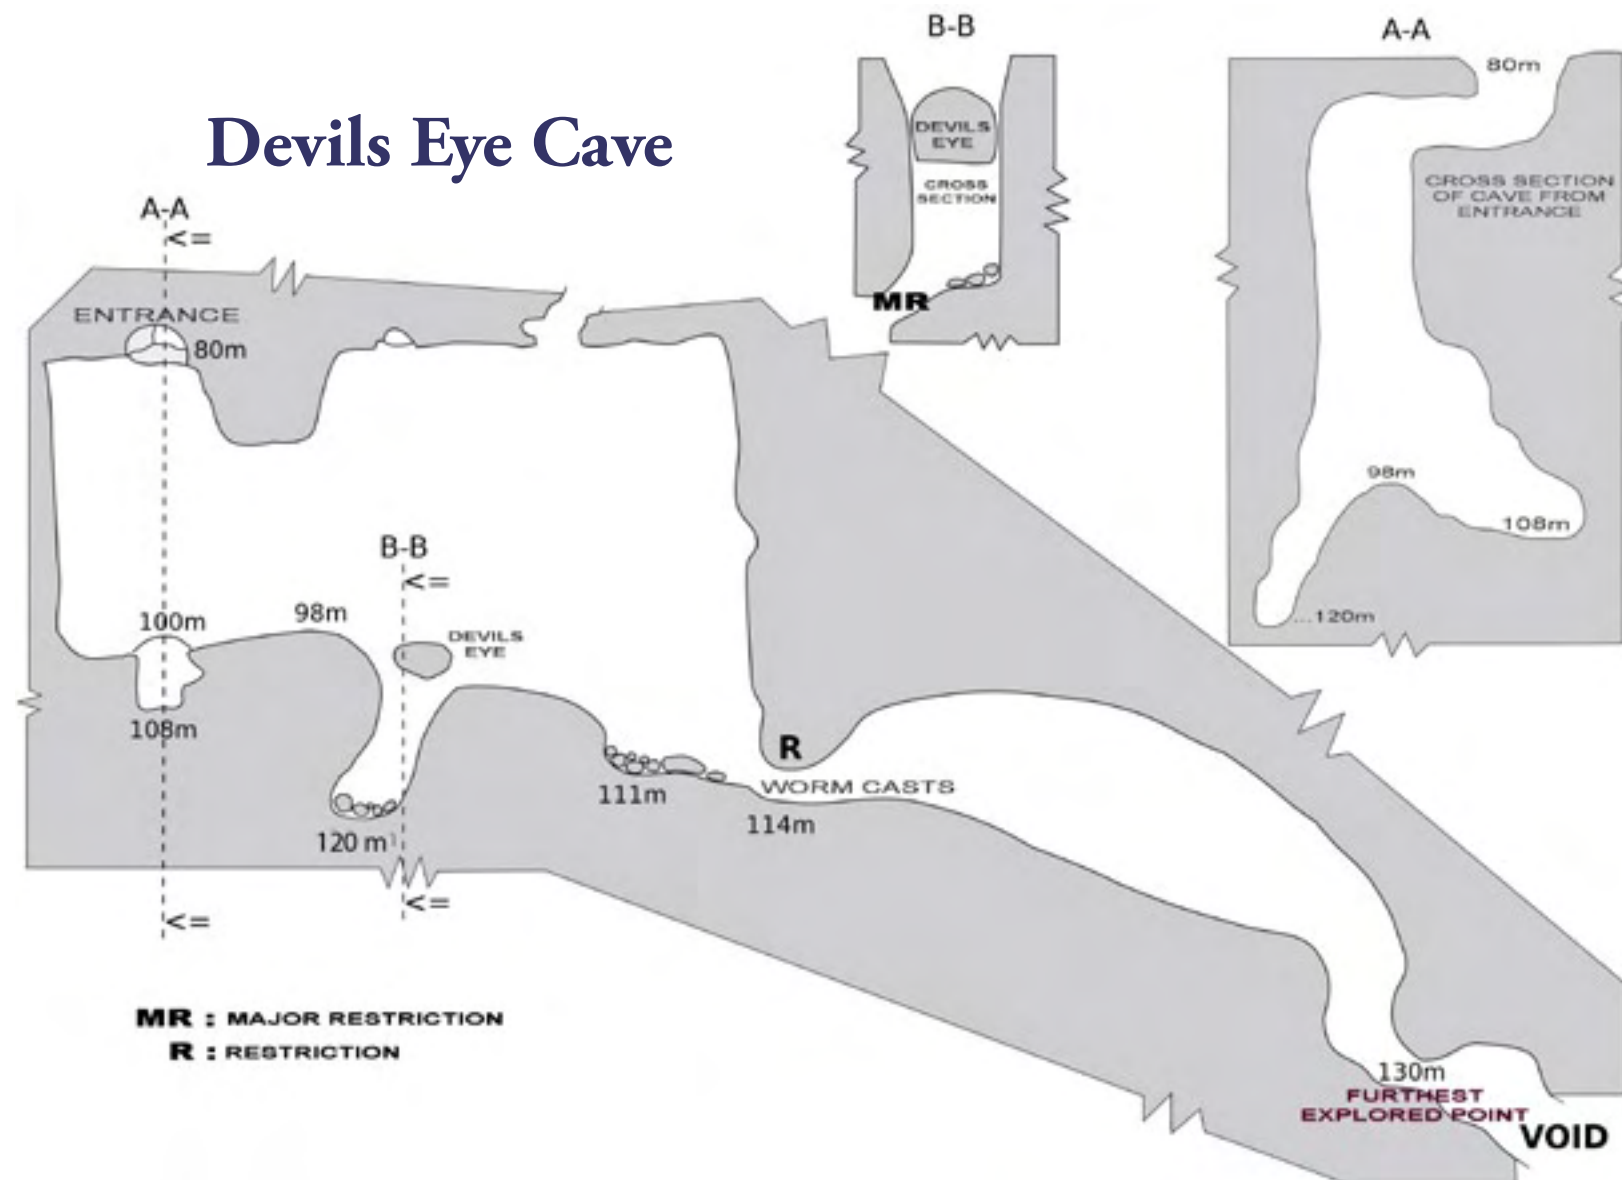 B-B
A-A
80m
Devils Eye Cave
DEVILS
EYE
CROSS
SECTION
MR
CROSS SECTION
OF CAVE FROM
ENTRANCE
98m
108m
...120m
A-A
<=
ENTRANCE
80m
B-B
<=
100m
98m
DEVILS
EYE
108m
R
WORM CASTS
111m
114m
120 m
<=
<=
MR : MAJOR RESTRICTION
R : RESTRICTION
130m
FURTHEST
EXPLORED POINT
VOID